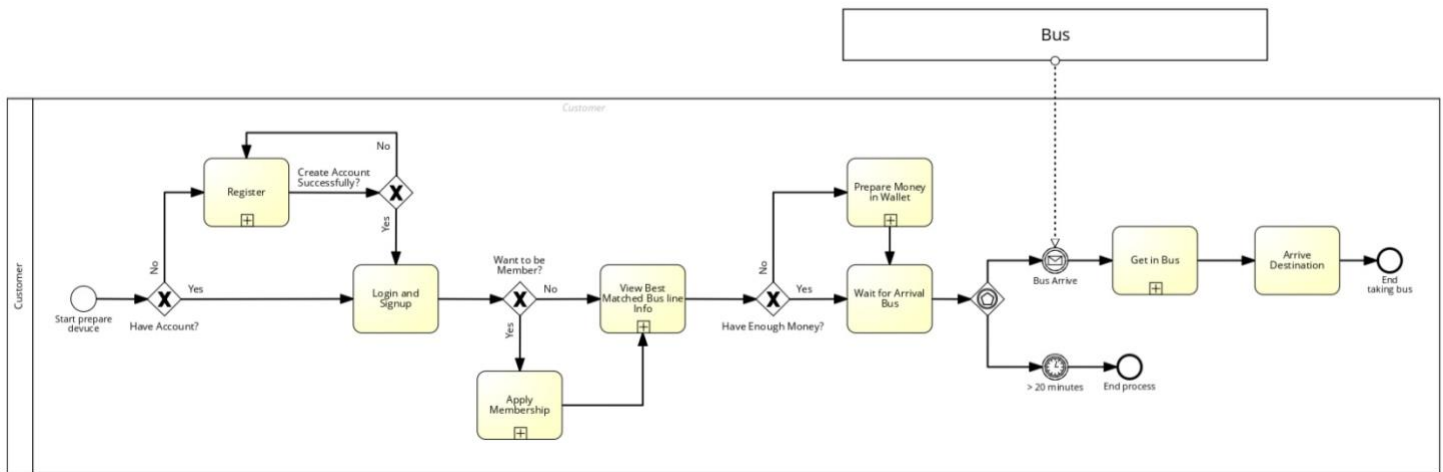 Bus
Customer
Customer
No
Create Account
Successfully?
Register
Yes
Prepare Money
in Wallet
No
Yes
Start prepare
devuce
Have Account?
Login and
Signup
Want to be
Member?
No
Yes
View Best
Matched Bus line
Info
Apply
Membership
No
Yes
Have Enough Money?
Wait for Arrival
Bus
Bus Arrive
Get in Bus
Arrive
Destination
End
taking bus
> 20 minutes
End process